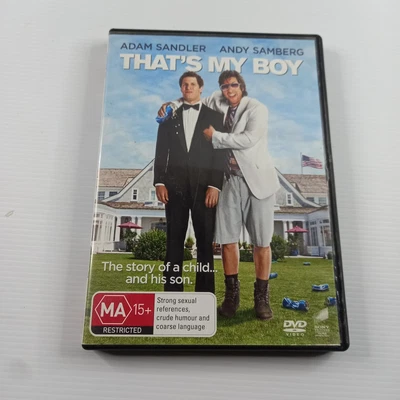 ADAM SANDLER ANDY SAMBERG
THAT'S MY BOY
The story of a child...
and his son.
MA 15+
RESTRICTED
Strong sexual
references,
crude humour and
coarse language
DVD
VIDEO